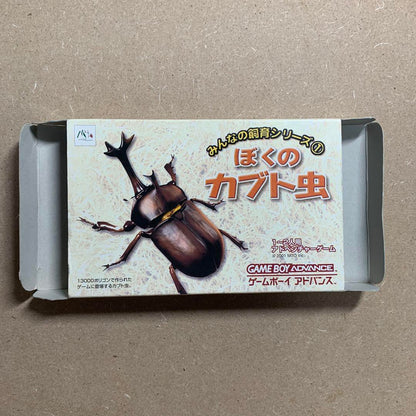 みんなの飼育シリーズ①
ぼくの
カブト虫
1~2人用
アドベンチャーゲーム
© 2001 MTO INC.
13000ポリゴンで作られた
ゲームに登場するカブト虫。
GAME BOY ADVANCE
ゲームボーイ アドバンス™